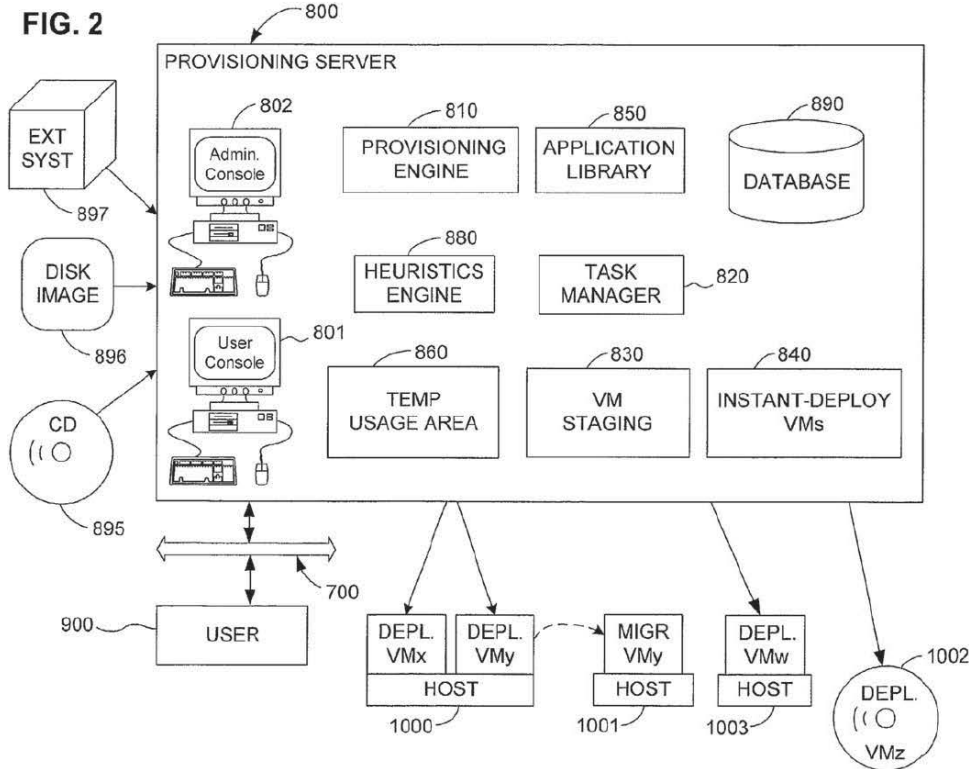 FIG. 2
800
PROVISIONING SERVER
EXT
SYST
897
802
Admin.
Console
810
PROVISIONING
ENGINE
850
APPLICATION
LIBRARY
890
DATABASE
DISK
IMAGE
896
880
HEURISTICS
ENGINE
TASK
MANAGER
820
User
Console
801
CD
895
860
TEMP
USAGE AREA
830
VM
STAGING
840
INSTANT-DEPLOY
VMs
700
900
USER
DEPL.
VMx
DEPL.
VMy
HOST
1000
MIGR
VMy
HOST
1001
DEPL.
VMw
HOST
1003
1002
DEPL.
VMz